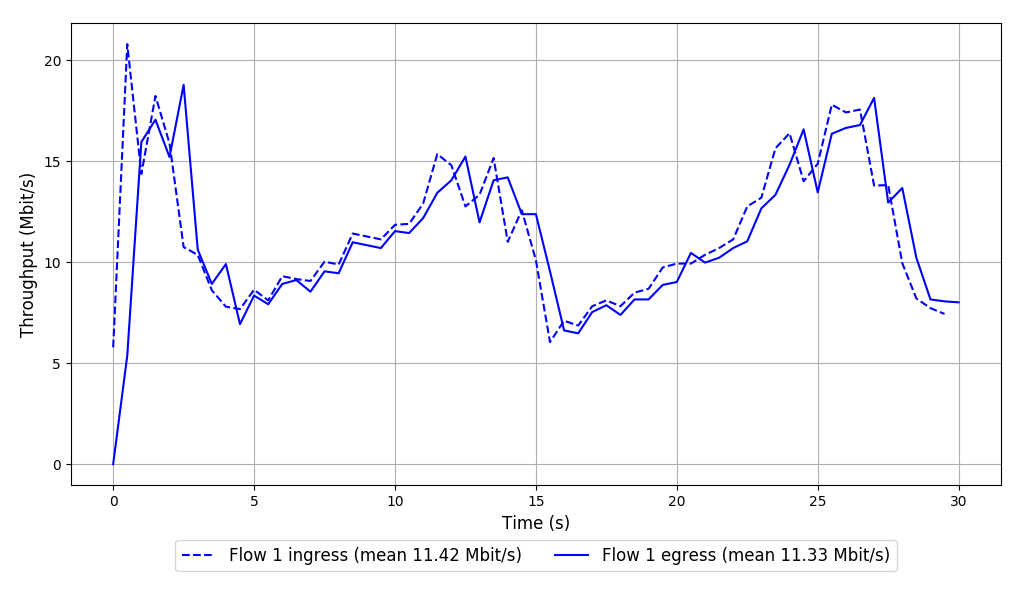 Throughput (Mbit/s)
20
15
10
5
0
0 5 10 15 20 25 30
Time (s)
Flow 1 ingress (mean 11.42 Mbit/s) Flow 1 egress (mean 11.33 Mbit/s)